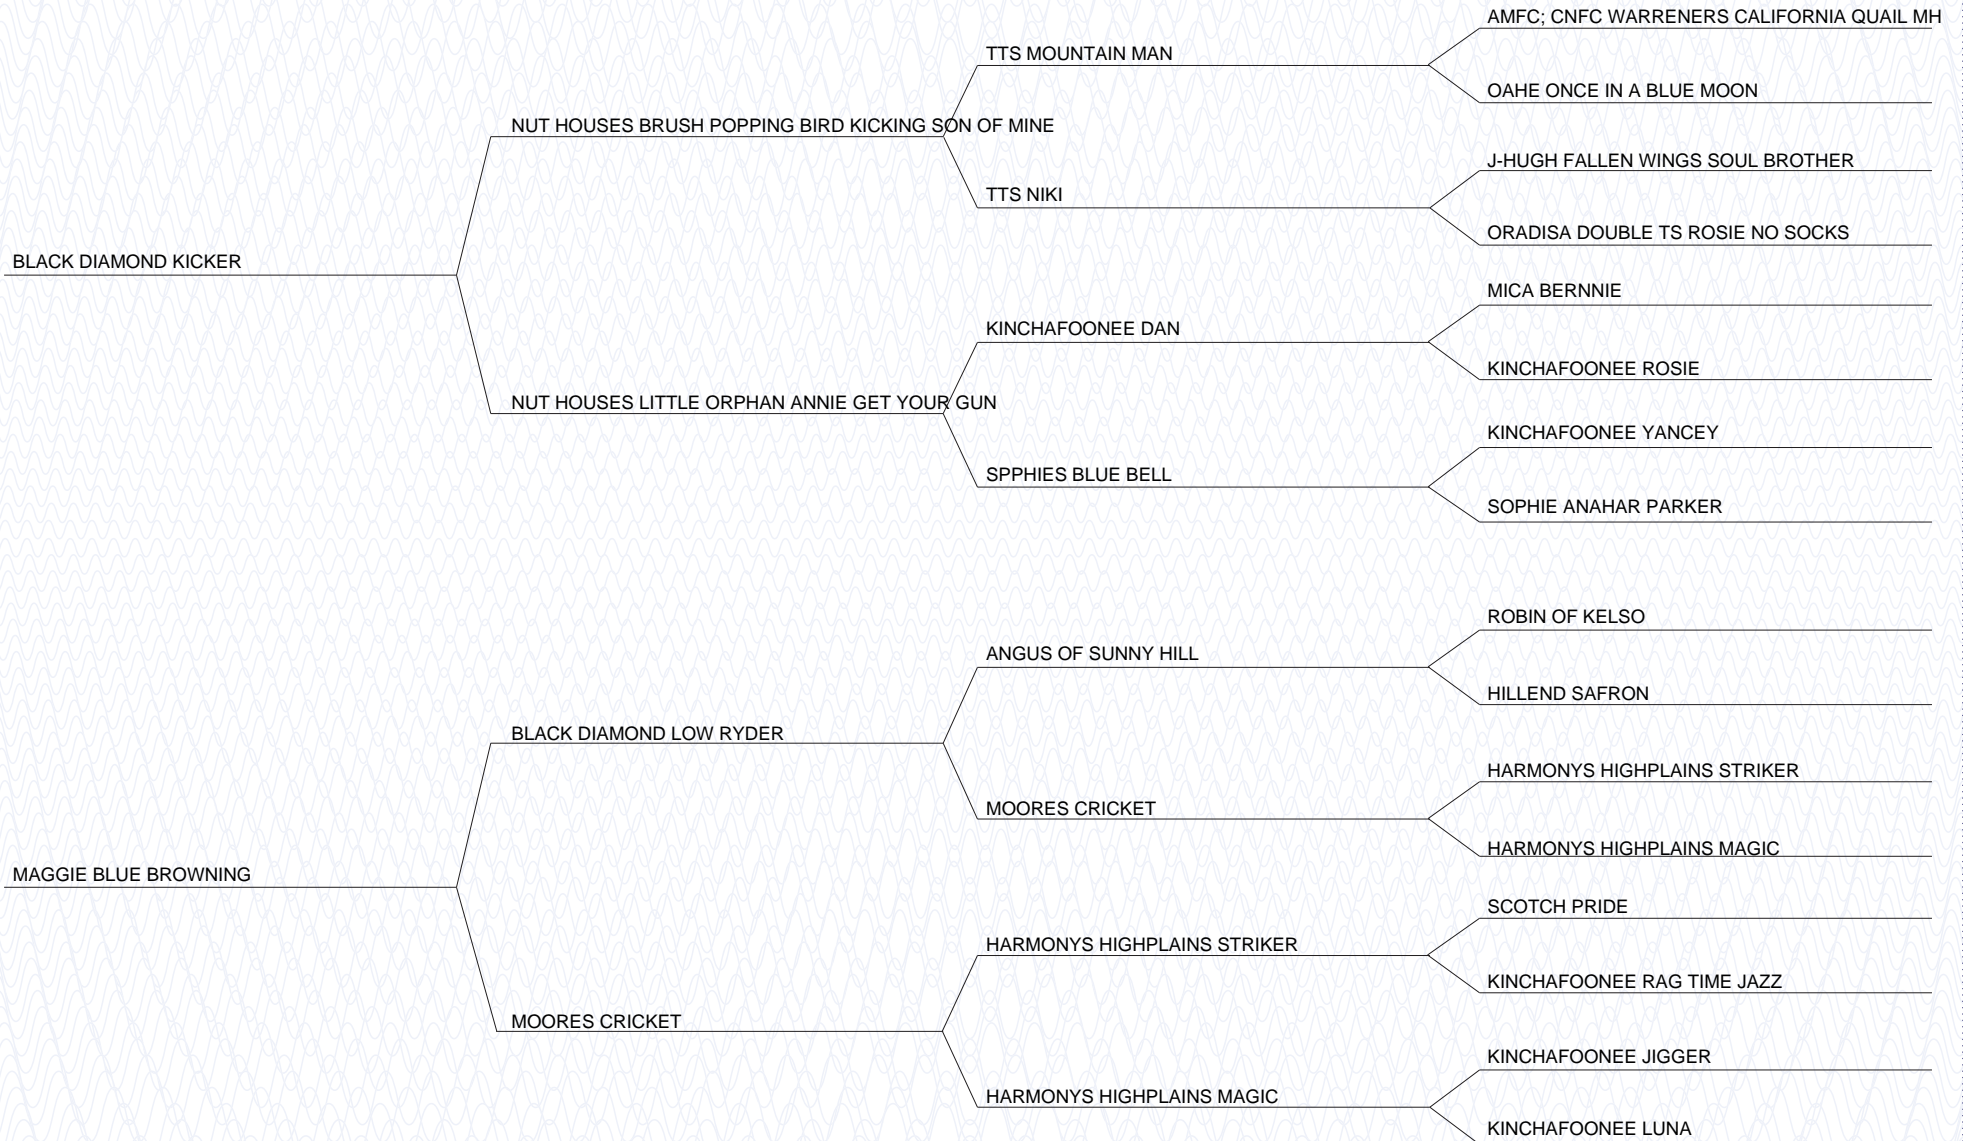 AMFC; CNFC WARRENERS CALIFORNIA QUAIL MH
TTS MOUNTAIN MAN
OAHE ONCE IN A BLUE MOON
NUT HOUSES BRUSH POPPING BIRD KICKING SON OF MINE
J-HUGH FALLEN WINGS SOUL BROTHER
TTS NIKI
ORADISA DOUBLE TS ROSIE NO SOCKS
BLACK DIAMOND KICKER
MICA BERNNIE
KINCHAFOONEE DAN
KINCHAFOONEE ROSIE
NUT HOUSES LITTLE ORPHAN ANNIE GET YOUR GUN
KINCHAFOONEE YANCEY
SPPHIES BLUE BELL
SOPHIE ANAHAR PARKER
ROBIN OF KELSO
ANGUS OF SUNNY HILL
HILLEND SAFRON
BLACK DIAMOND LOW RYDER
HARMONYS HIGHPLAINS STRIKER
MOORES CRICKET
HARMONYS HIGHPLAINS MAGIC
MAGGIE BLUE BROWNING
SCOTCH PRIDE
HARMONYS HIGHPLAINS STRIKER
KINCHAFOONEE RAG TIME JAZZ
MOORES CRICKET
KINCHAFOONEE JIGGER
HARMONYS HIGHPLAINS MAGIC
KINCHAFOONEE LUNA